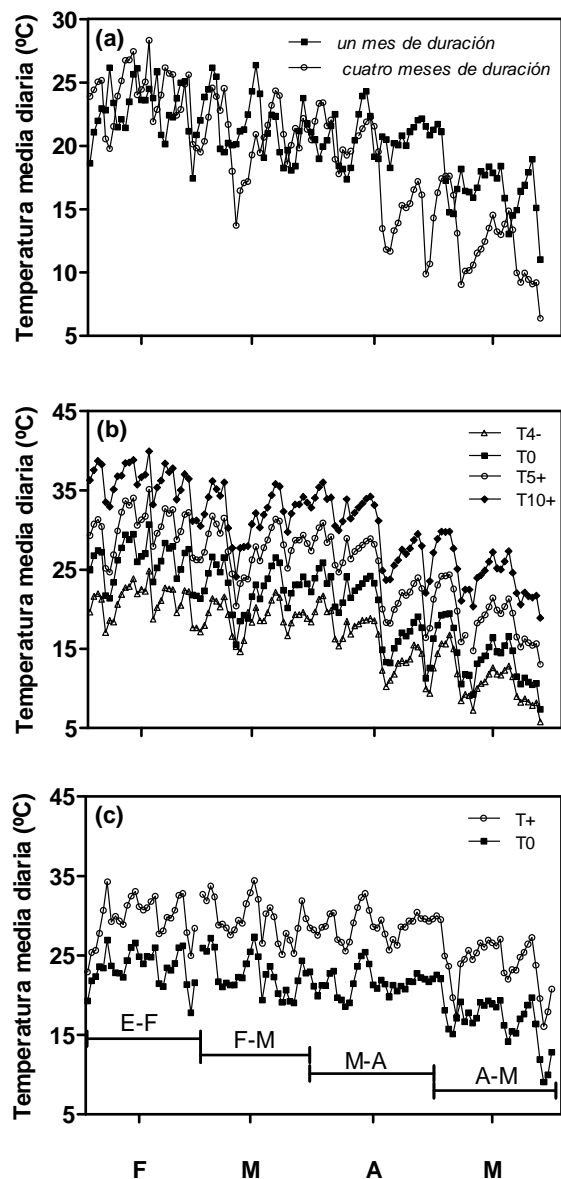 (a)
un mes de duración
cuatro meses de duración
Temperatura media diaria (ºC)
30
25
20
15
10
5
(b)
T4-
T0
T5+
T10+
Temperatura media diaria (ºC)
45
35
25
15
5
(c)
T+
T0
Temperatura media diaria (ºC)
45
35
25
15
5
E-F
F-M
M-A
A-M
F M A M